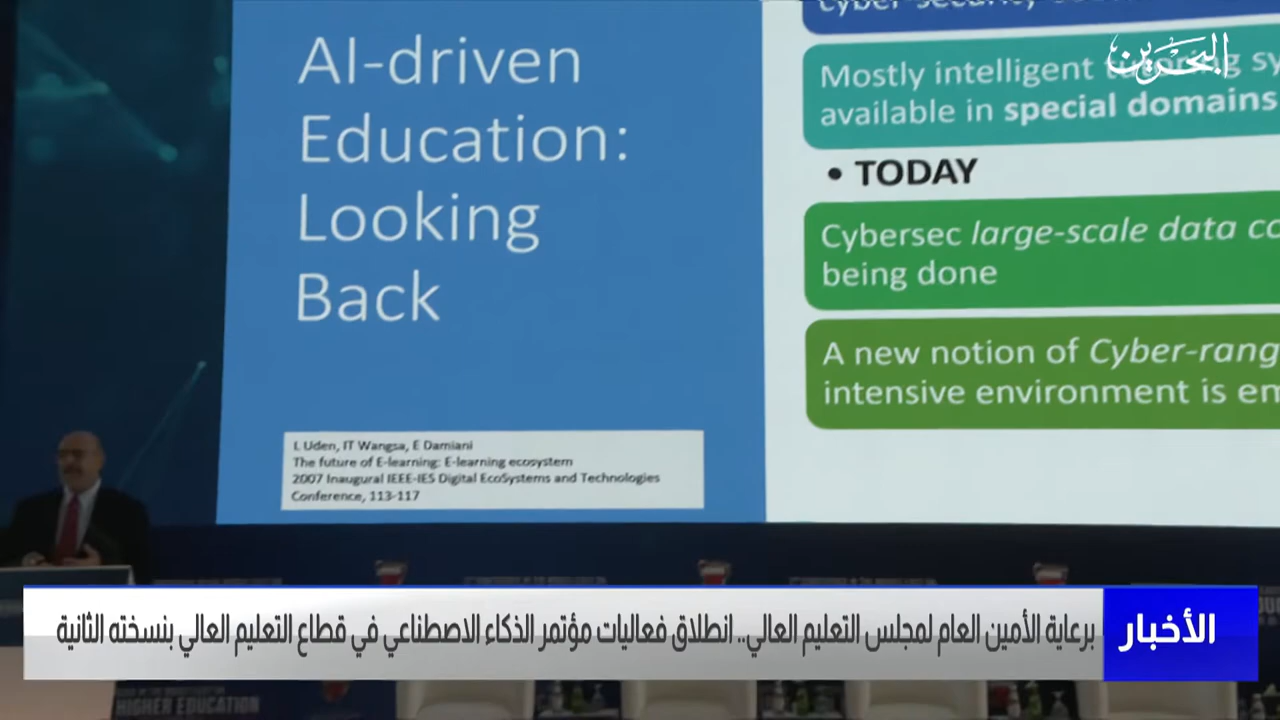 AI-driven
Education:
Looking
Back
L Uden, IT Wangsa, E Damiani
The future of E-learning: E-learning ecosystem
2007 Inaugural IEEE-IES Digital EcoSystems and Technologies
Conference, 113-117
Mostly intelligent
available in special domains
• TODAY
Cybersec large-scale data
being done
A new notion of
intensive environment is
البحرين
الأخبار
برعاية الأمين العام لمجلس التعليم العالي.. انطلاق فعاليات مؤتمر الذكاء الاصطناعي في قطاع التعليم العالي بنسخته الثانية
HIGHER EDUCATION